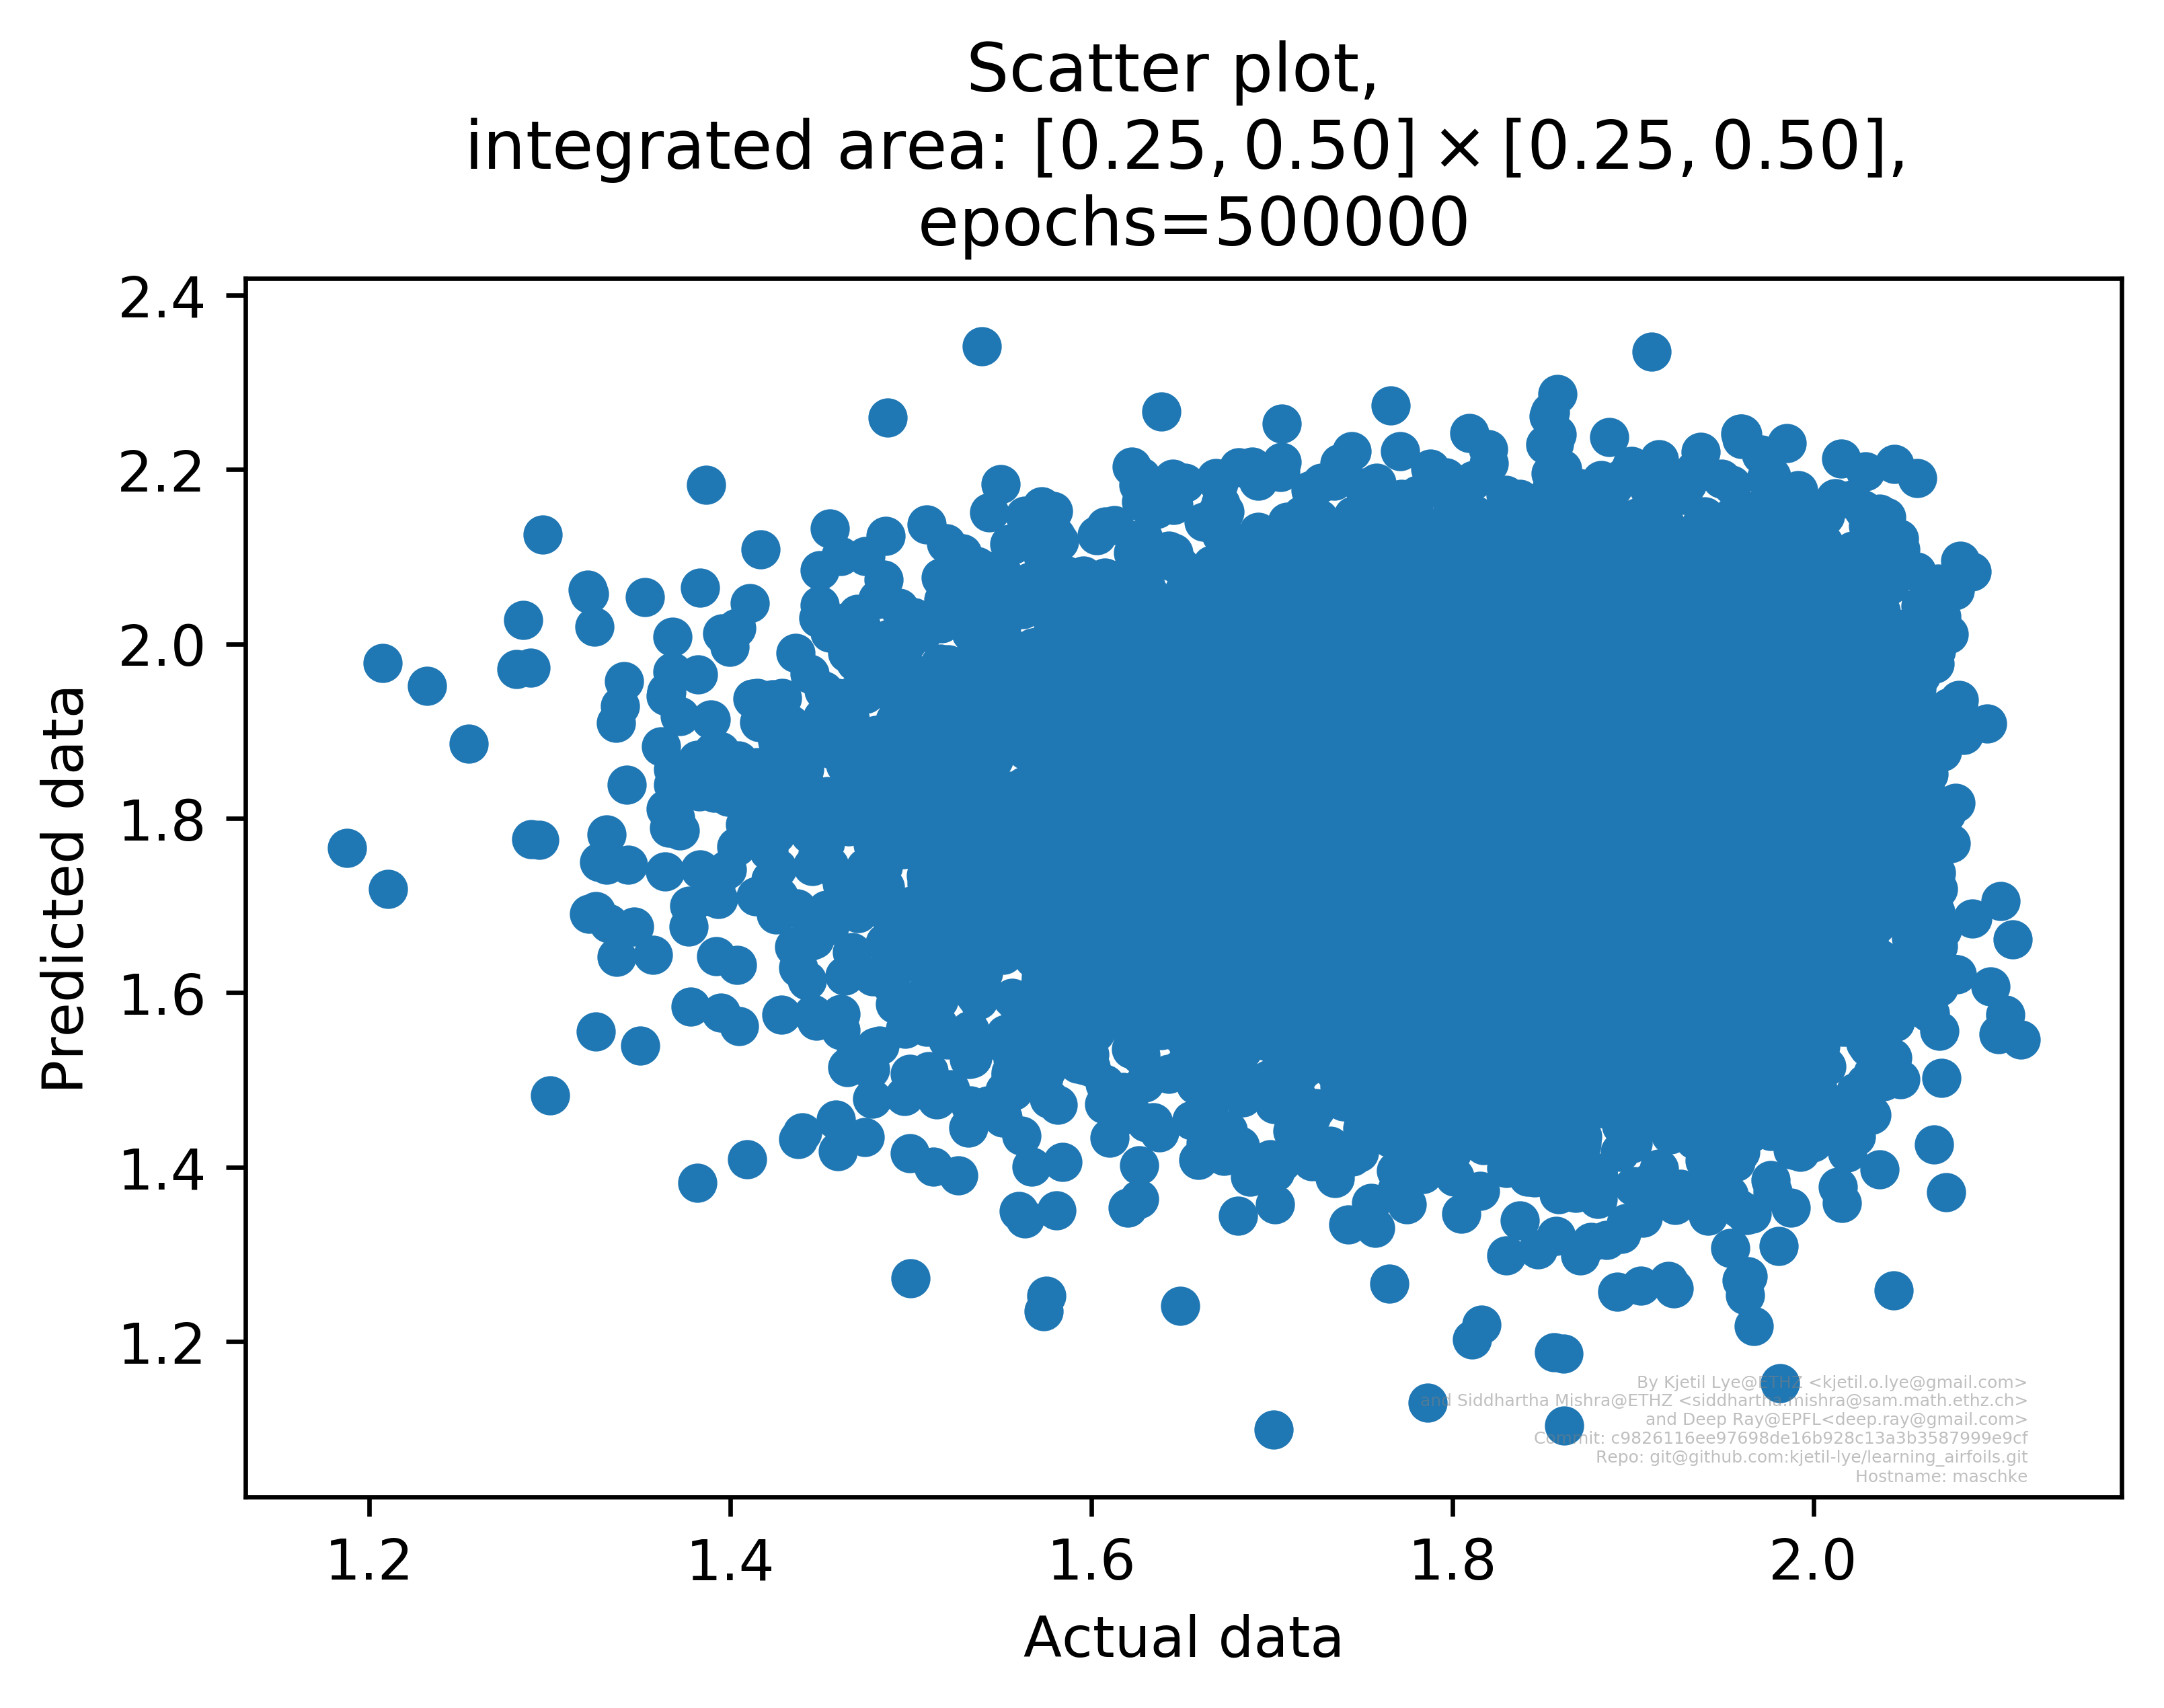 Scatter plot,
integrated area: [0.25, 0.50] × [0.25, 0.50],
epochs=500000
2.4
2.2
2.0
1.8
1.6
1.4
1.2
Predicted data
1.2
1.4
1.6
1.8
2.0
Actual data
By Kjetil Lye@ETHZ <kjetil.o.lye@gmail.com>
and Siddhartha Mishra@ETHZ <siddhartha.mishra@sam.math.ethz.ch>
and Deep Ray@EPFL<deep.ray@gmail.com>
Commit: c9826116ee97698de16b928c13a3b3587999e9cf
Repo: git@github.com:kjetil-lye/learning_airfoils.git
Hostname: maschke